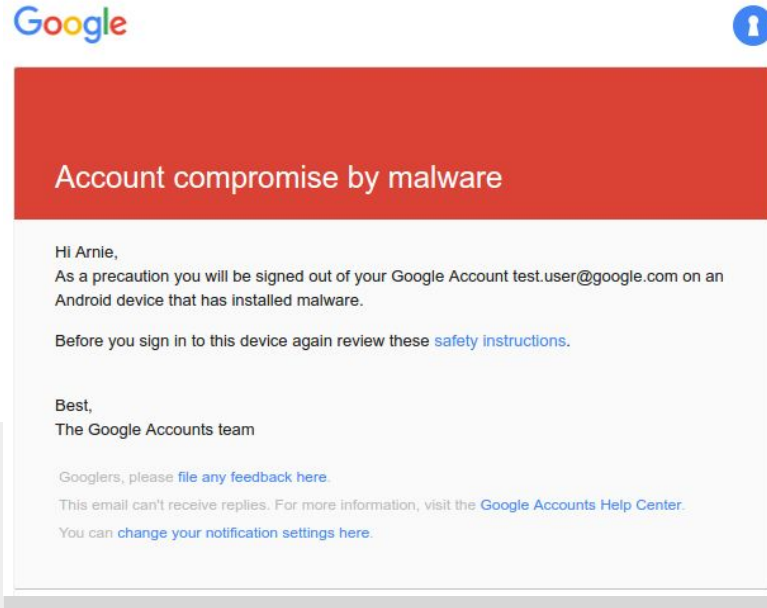 Google
Account compromise by malware
Hi Arnie,
As a precaution you will be signed out of your Google Account test.user@google.com on an
Android device that has installed malware.
Before you sign in to this device again review these safety instructions.
Best,
The Google Accounts team
Googlers, please file any feedback here.
This email can't receive replies. For more information, visit the Google Accounts Help Center.
You can change your notification settings here.